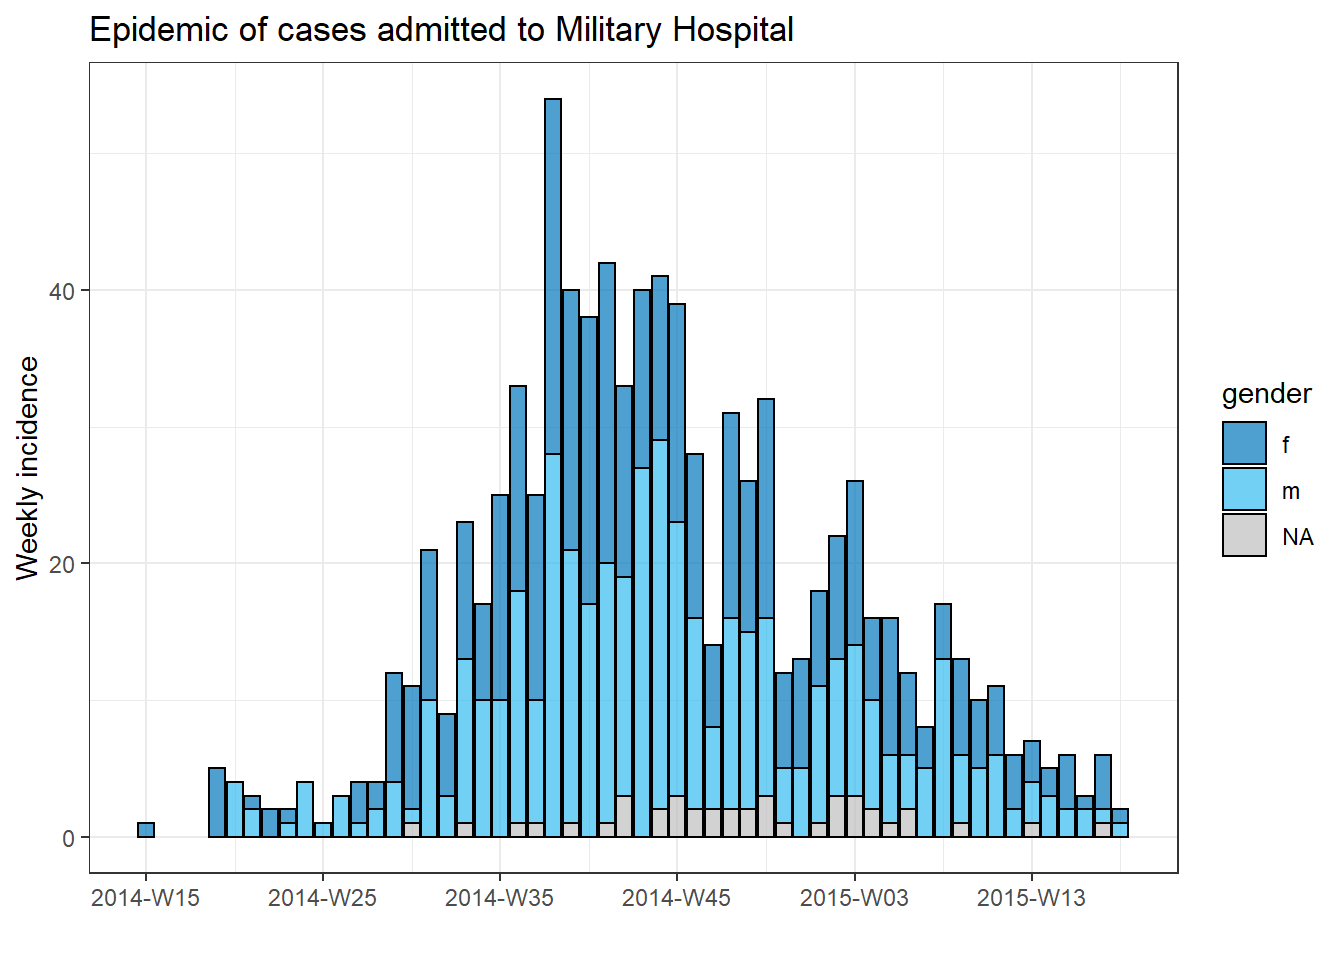 Epidemic of cases admitted to Military Hospital
Weekly incidence
40
20
0
2014-W15
2014-W25
2014-W35
2014-W45
2015-W03
2015-W13
gender
f
m
NA